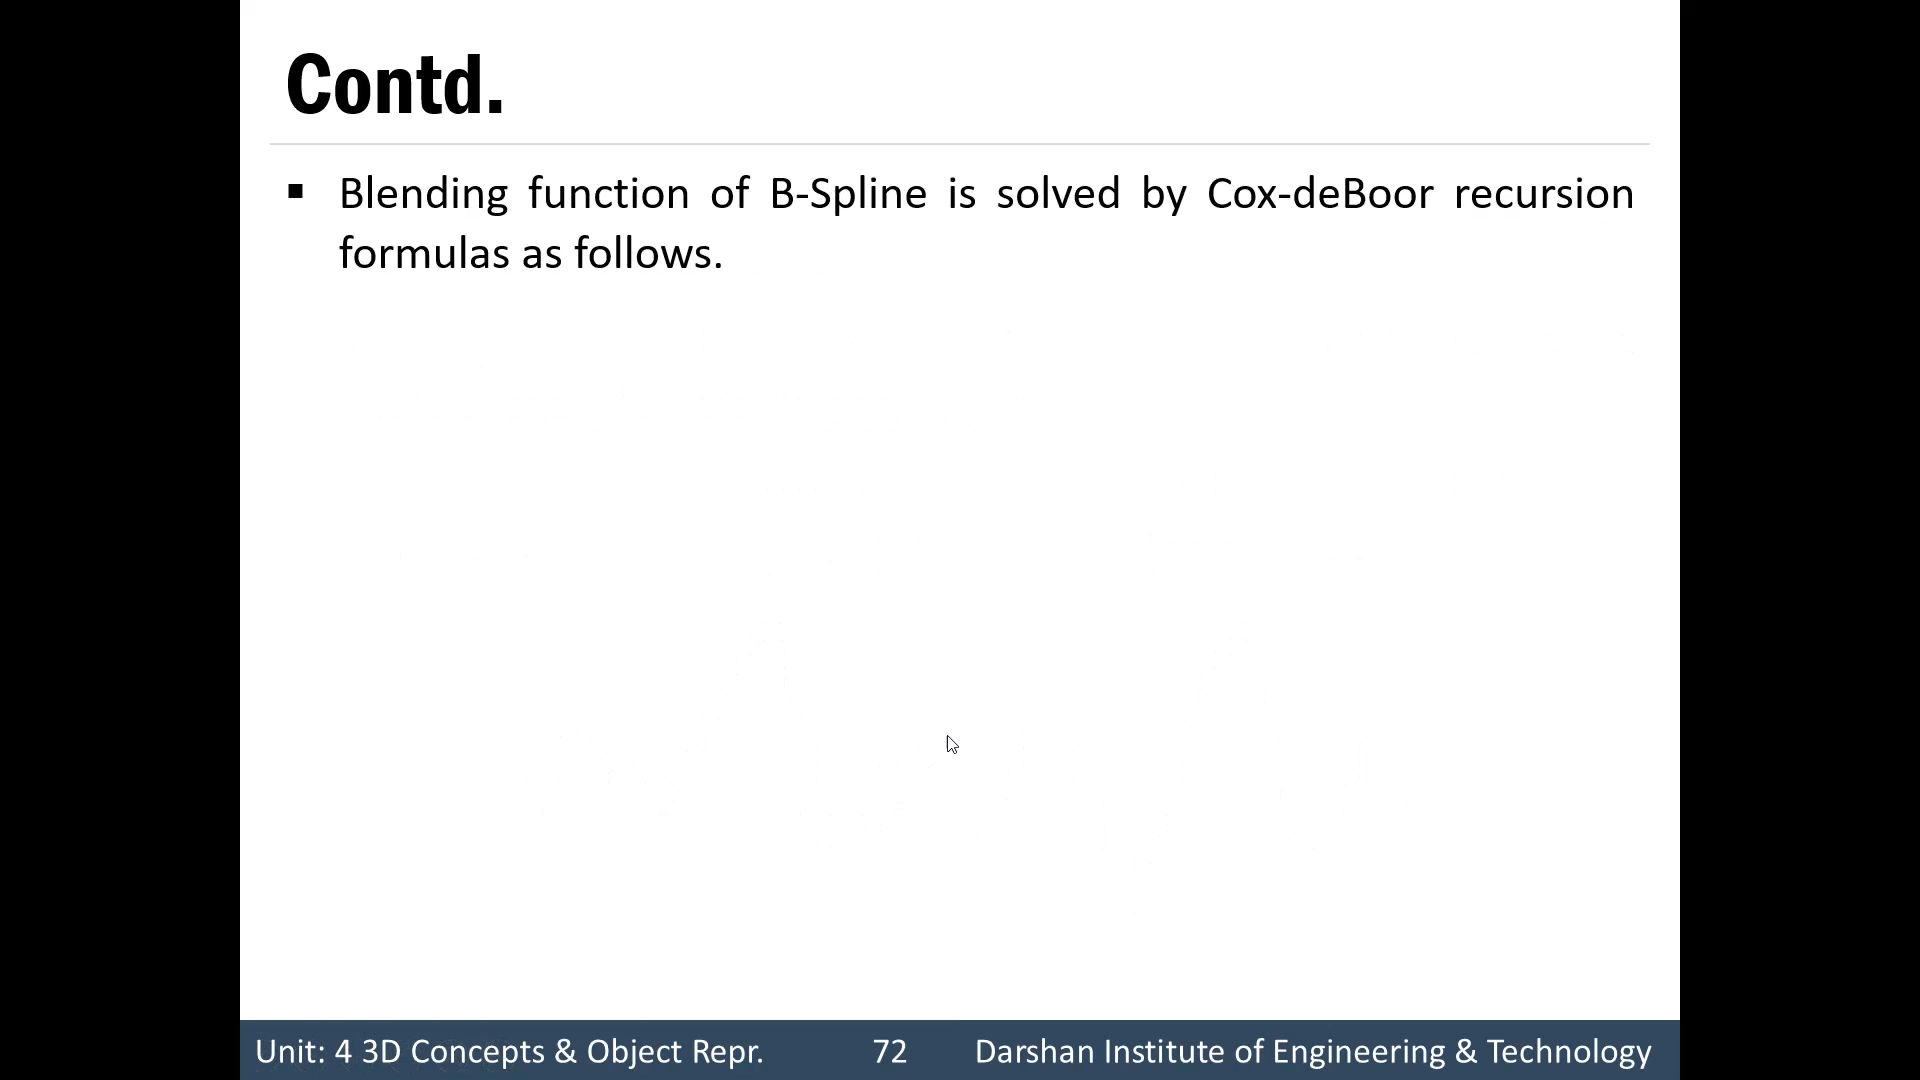 Contd.
▪ Blending function of B-Spline is solved by Cox-deBoor recursion
formulas as follows.
Unit: 4 3D Concepts & Object Repr. 72 Darshan Institute of Engineering & Technology